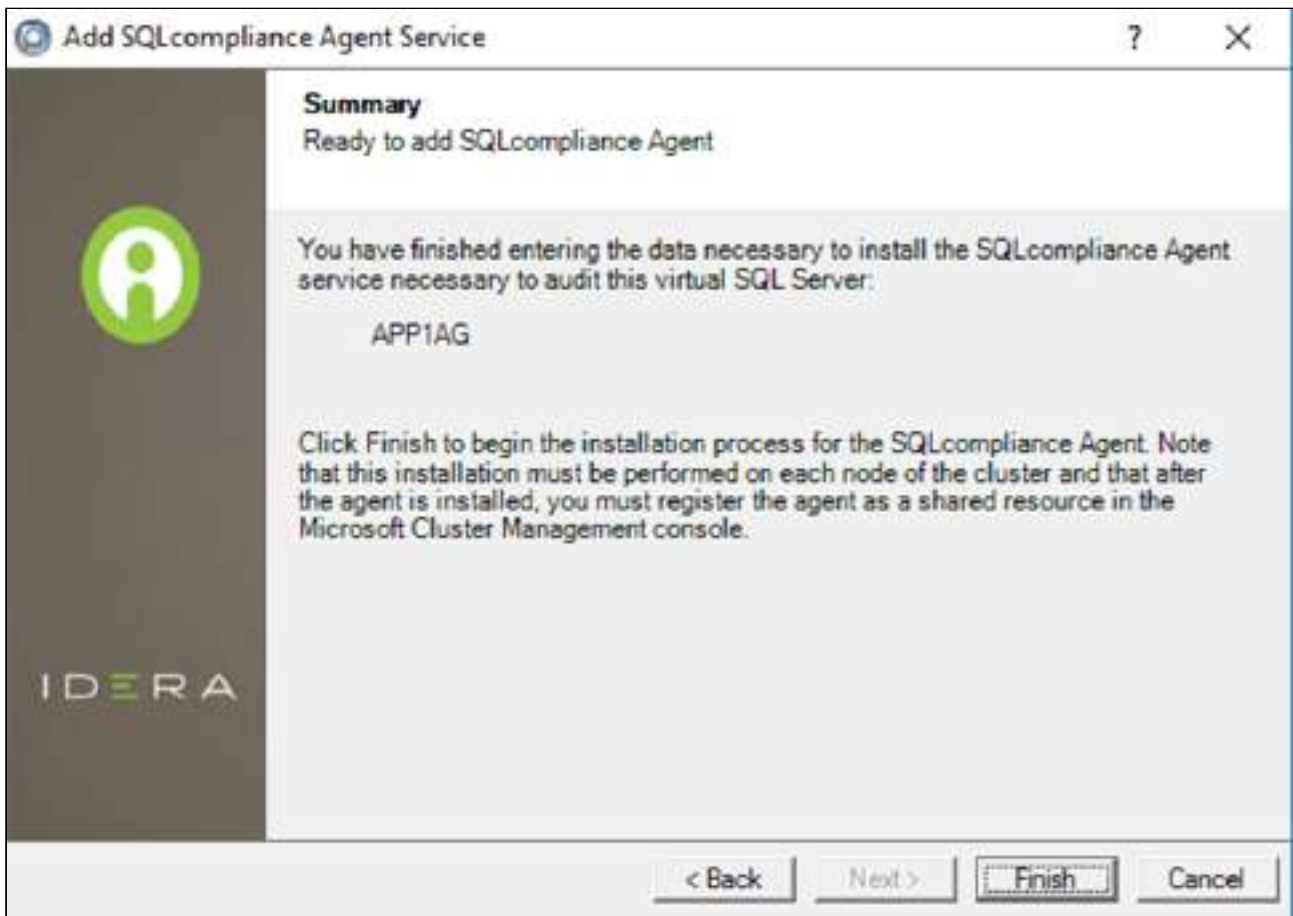 Add SQLcompliance Agent Service
?
Summary
Ready to add SQLcompliance Agent
You have finished entering the data necessary to install the SQLcompliance Agent
service necessary to audit this virtual SQL Server:
APP1AG
Click Finish to begin the installation process for the SQLcompliance Agent. Note
that this installation must be performed on each node of the cluster and that after
the agent is installed, you must register the agent as a shared resource in the
Microsoft Cluster Management console.
IDERA
< Back Next > Finish Cancel